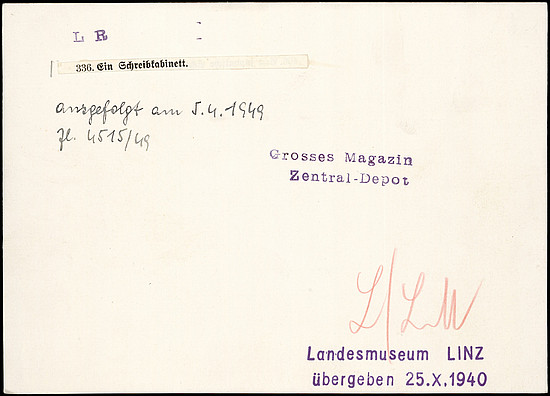 L R
336. Ein Schreibkabinett.
ausgefolgt am 5.4.1949
Zl. 4515/49
Grosses Magazin
Zentral-Depot
L/LM
Landesmuseum LINZ
übergeben 25.X.1940